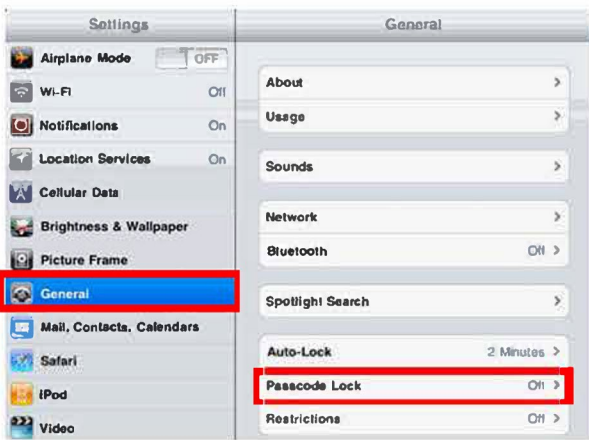 Settings
Airplane Mode OFF
Wi-Fi Off
Notifications On
Location Services On
Cellular Data
Brightness & Wallpaper
Picture Frame
General
Mail, Contacts, Calendars
Safari
iPod
Video
General
About
Usage
Sounds
Network
Bluetooth Off
Spotlight Search
Auto-Lock 2 Minutes
Passcode Lock Off
Restrictions Off